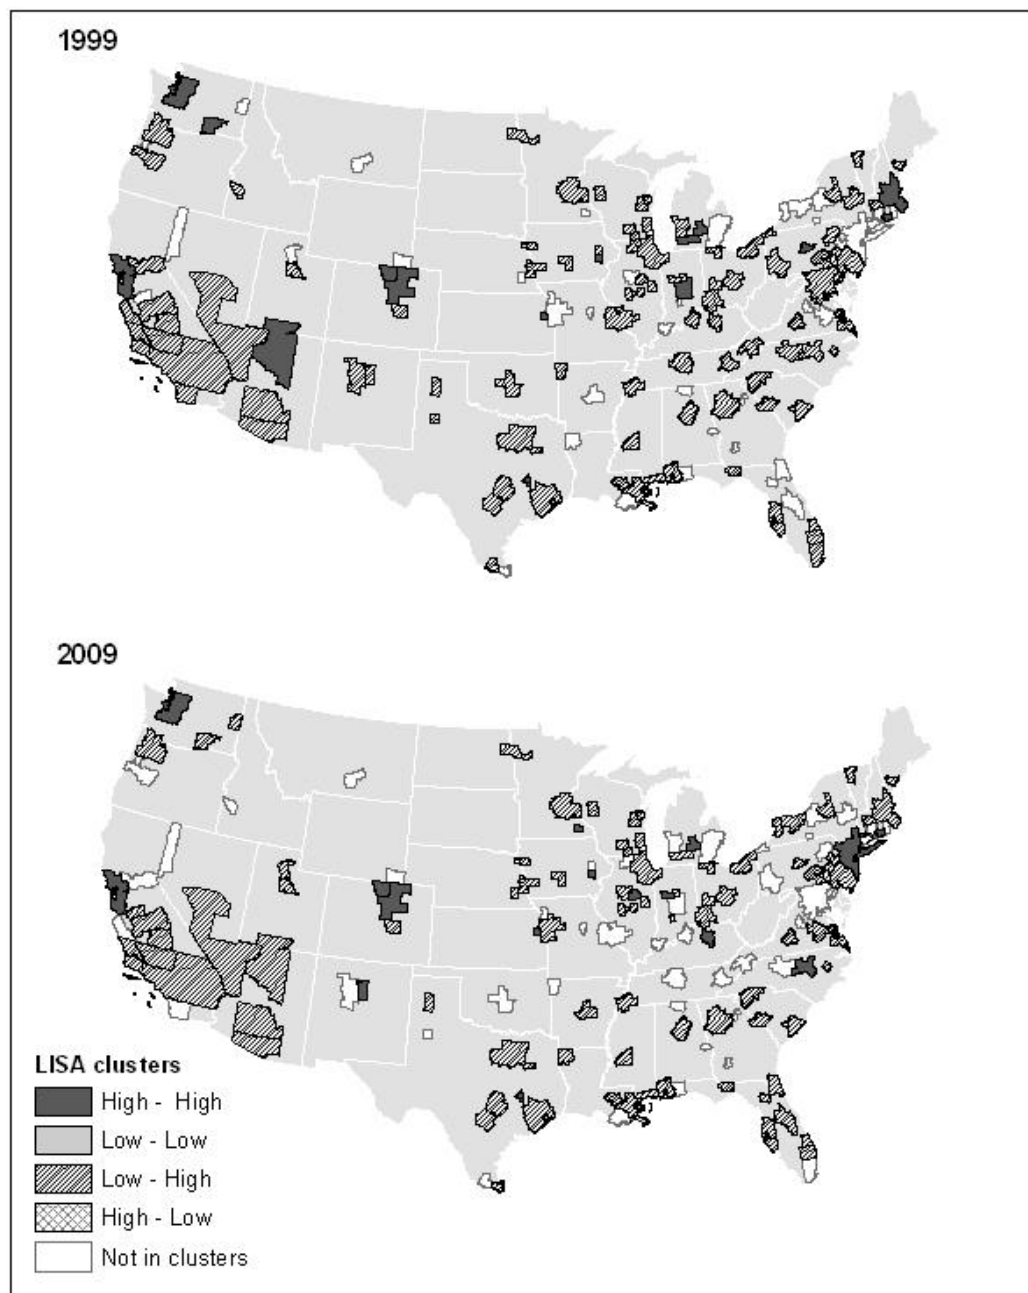 1999
2009
LISA clusters
High - High
Low - Low
Low - High
High - Low
Not in clusters